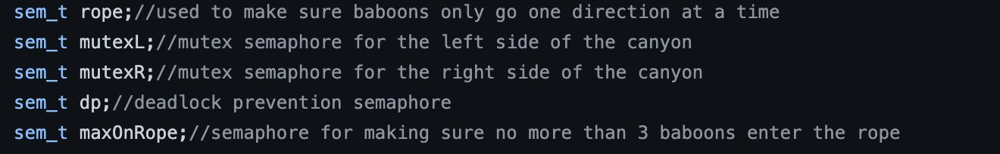 sem_t rope;//used to make sure baboons only go one direction at a time
sem_t mutexL;//mutex semaphore for the left side of the canyon
sem_t mutexR;//mutex semaphore for the right side of the canyon
sem_t dp;//deadlock prevention semaphore
sem_t maxOnRope;//semaphore for making sure no more than 3 baboons enter the rope